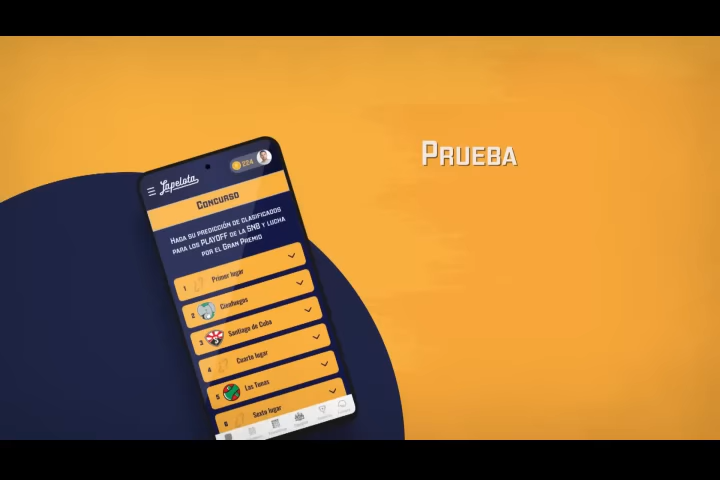 Prueba
Lapelota
224
Concurso
Haga su predicción de clasificados
para los PLAYOFF de la SNB y lucha
por el Gran Premio
1 Primer lugar
2 Cienfuegos
3 Santiago de Cuba
4 Cuarto lugar
5 Las Tunas
6 Sexto lugar